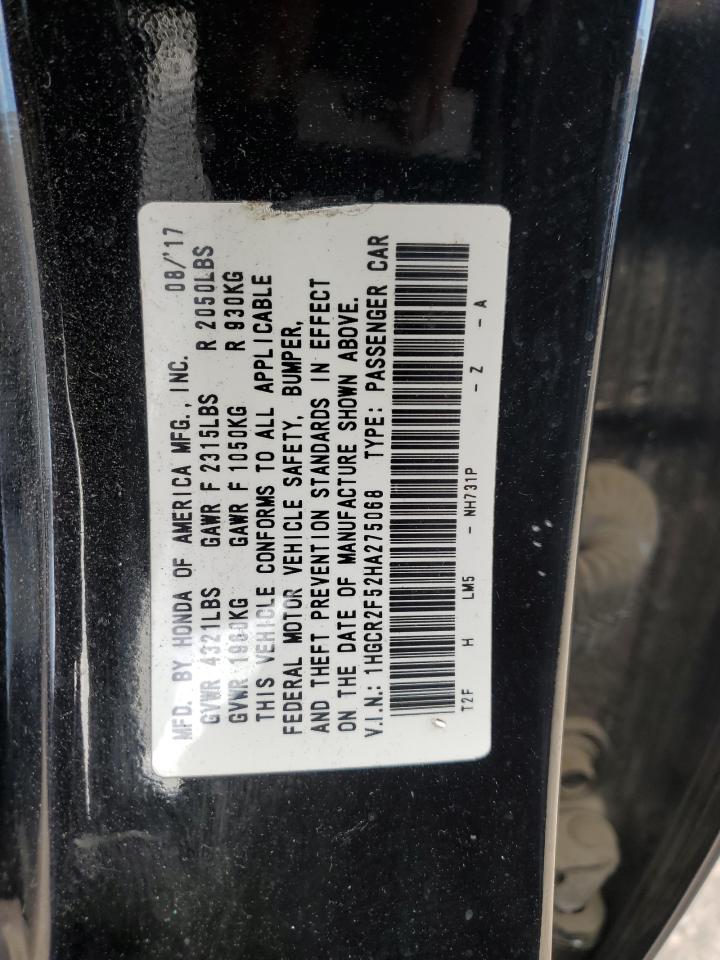 MFD. BY HONDA OF AMERICA MFG., INC. 08/'17
GVWR 4321LBS GAWR F 2315LBS R 2050LBS
GVWR 1960KG GAWR F 1050KG R 930KG
THIS VEHICLE CONFORMS TO ALL APPLICABLE
FEDERAL MOTOR VEHICLE SAFETY, BUMPER,
AND THEFT PREVENTION STANDARDS IN EFFECT
ON THE DATE OF MANUFACTURE SHOWN ABOVE.
V.I.N.: 1HGCR2F52HA275068 TYPE: PASSENGER CAR
T2F H LM5 - NH731P - Z - A